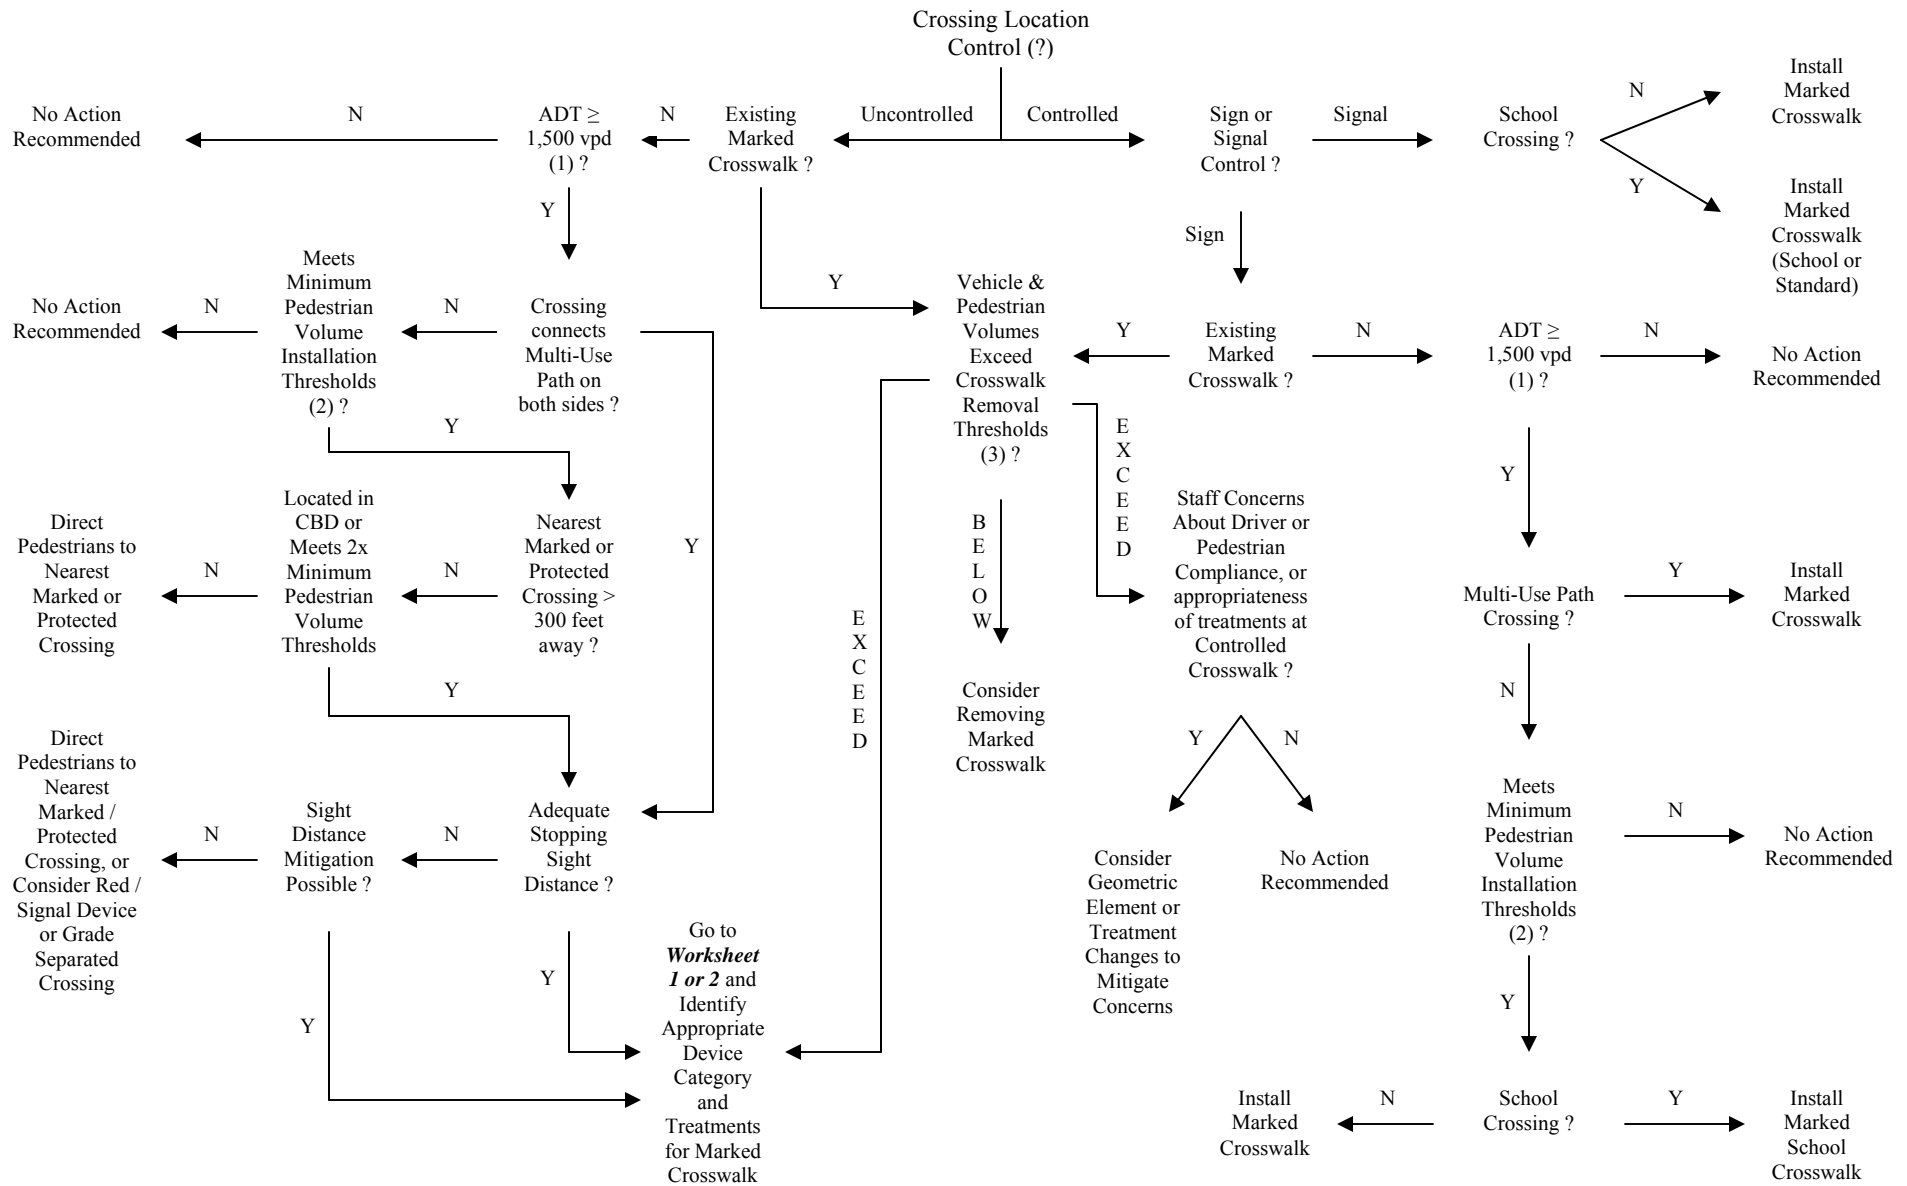 Crossing Location
Control (?)
Uncontrolled
Controlled
No Action
Recommended
N
ADT ≥
1,500 vpd
(1) ?
N
Existing
Marked
Crosswalk ?
Sign or
Signal
Control ?
Signal
School
Crossing ?
N
Install
Marked
Crosswalk
Y
Install
Marked
Crosswalk
(School or
Standard)
Y
Sign
No Action
Recommended
N
Meets
Minimum
Pedestrian
Volume
Installation
Thresholds
(2) ?
N
Crossing
connects
Multi-Use
Path on
both sides ?
Y
Vehicle &
Pedestrian
Volumes
Exceed
Crosswalk
Removal
Thresholds
(3) ?
Y
Existing
Marked
Crosswalk ?
N
ADT ≥
1,500 vpd
(1) ?
N
No Action
Recommended
Y
Y
E
X
C
E
E
D
Y
Direct
Pedestrians to
Nearest
Marked or
Protected
Crossing
N
Located in
CBD or
Meets 2x
Minimum
Pedestrian
Volume
Thresholds
N
Nearest
Marked or
Protected
Crossing >
300 feet
away ?
Y
E
X
C
E
E
D
B
E
L
O
W
Consider
Removing
Marked
Crosswalk
Staff Concerns
About Driver or
Pedestrian
Compliance, or
appropriateness
of treatments at
Controlled
Crosswalk ?
Multi-Use Path
Crossing ?
Y
Install
Marked
Crosswalk
N
Y
Y
N
Direct
Pedestrians to
Nearest
Marked /
Protected
Crossing, or
Consider Red /
Signal Device
or Grade
Separated
Crossing
N
Sight
Distance
Mitigation
Possible ?
N
Adequate
Stopping
Sight
Distance ?
Consider
Geometric
Element or
Treatment
Changes to
Mitigate
Concerns
No Action
Recommended
Meets
Minimum
Pedestrian
Volume
Installation
Thresholds
(2) ?
N
No Action
Recommended
Y
Y
Go to
Worksheet
1 or 2 and
Identify
Appropriate
Device
Category
and
Treatments
for Marked
Crosswalk
Y
Install
Marked
Crosswalk
N
School
Crossing ?
Y
Install
Marked
School
Crosswalk